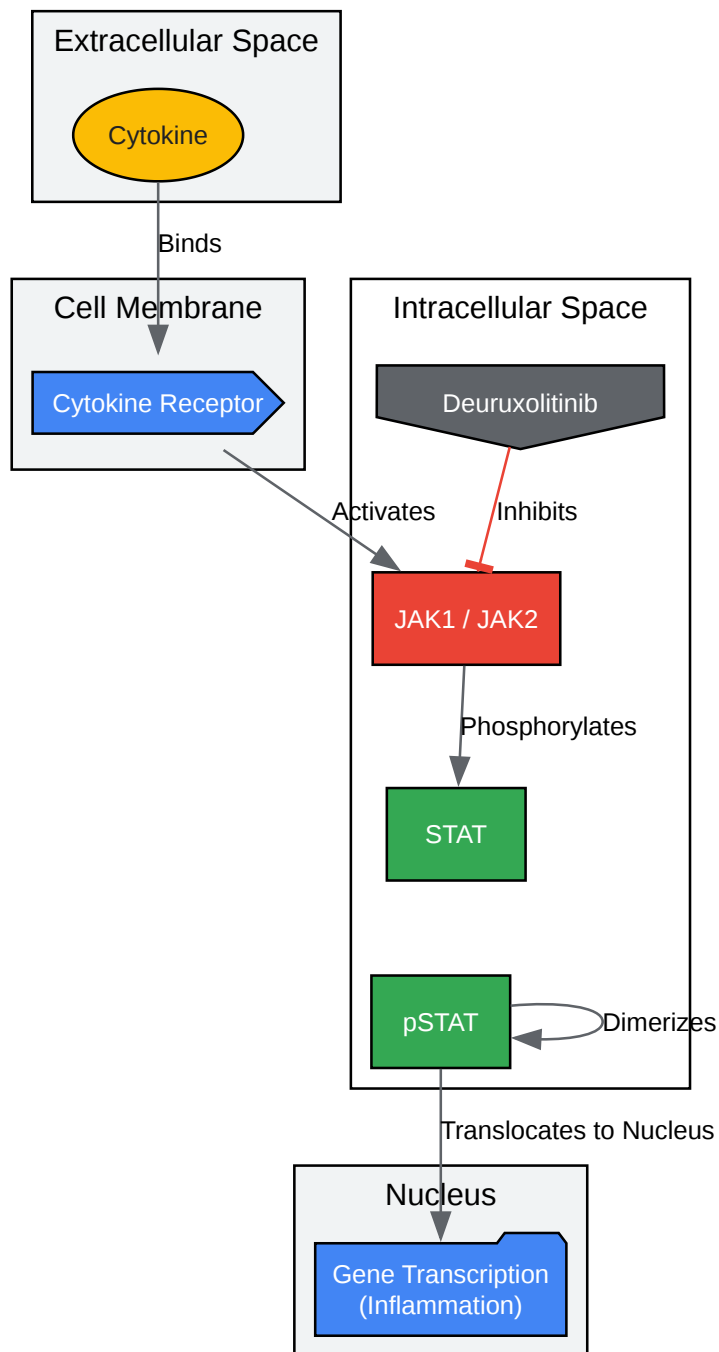 Extracellular Space
Cytokine
Binds
Cell Membrane
Intracellular Space
Cytokine Receptor
Deuruxolitinib
Activates
Inhibits
JAK1 / JAK2
Phosphorylates
STAT
pSTAT
Dimerizes
Translocates to Nucleus
Nucleus
Gene Transcription
(Inflammation)